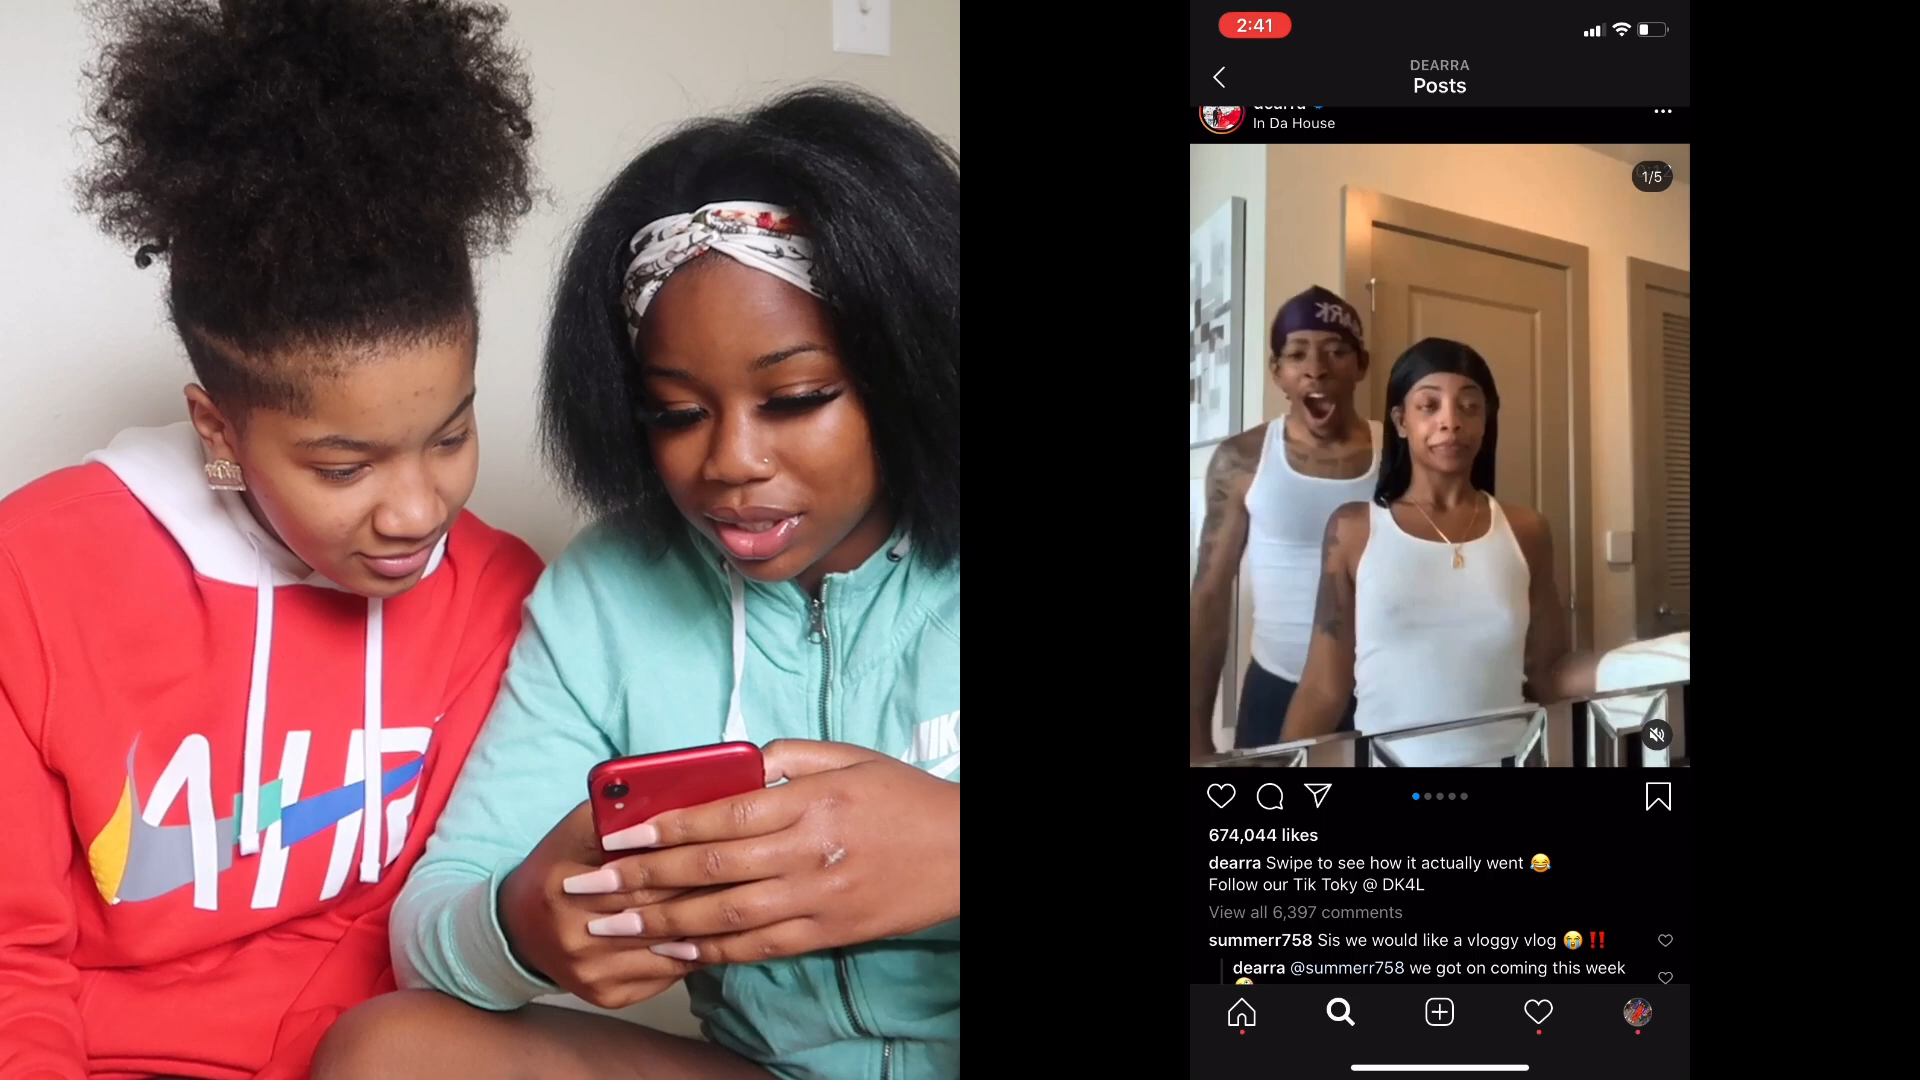 2:41
DEARRA
Posts
dearra
In Da House
1/5
NIK
674,044 likes
dearra Swipe to see how it actually went 😂
Follow our Tik Toky @ DK4L
View all 6,397 comments
summerr758 Sis we would like a vloggy vlog 😭 ‼️
dearra @summerr758 we got on coming this week